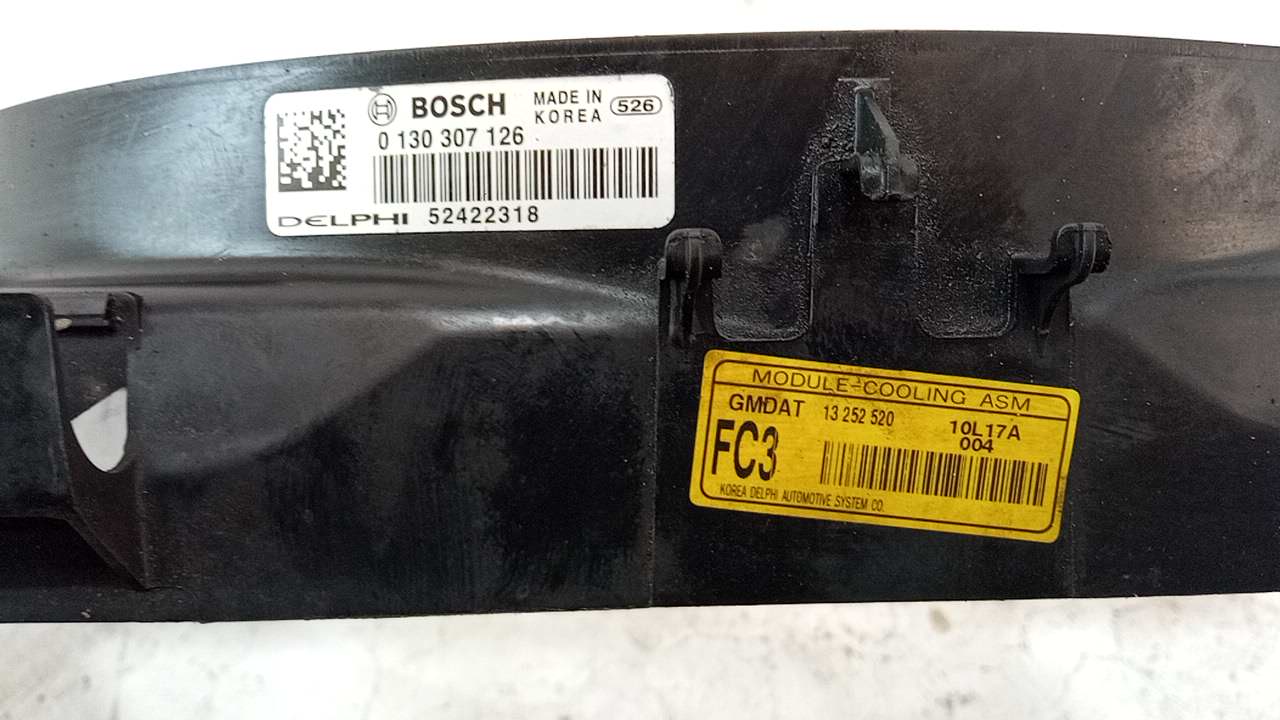 BOSCH MADE IN KOREA 526
0 130 307 126
DELPHI 52422318
MODULE-COOLING ASM
GMDAT 13 252 520 10L17A
FC3 004
KOREA DELPHI AUTOMOTIVE SYSTEM CO.